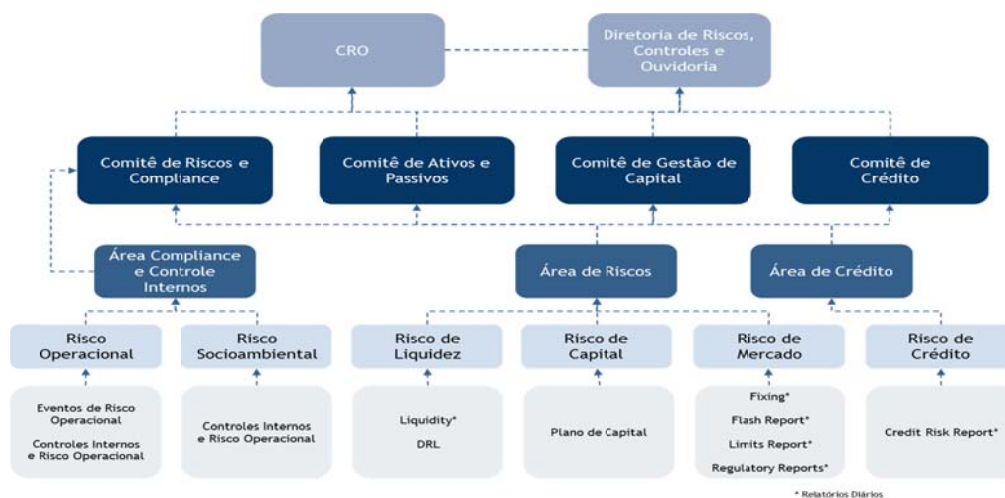 CRO
Diretoria de Riscos,
Controles e
Ouvidoria
Comitê de Riscos e
Compliance
Comitê de Ativos e
Passivos
Comitê de Gestão de
Capital
Comitê de
Crédito
Área Compliance
e Controle
Internos
Área de Riscos
Área de Crédito
Risco
Operacional
Risco
Socioambiental
Risco de
Liquidez
Risco de
Capital
Risco de
Mercado
Risco de
Crédito
Eventos de Risco
Operacional
Controles Internos
e Risco Operacional
Controles Internos
e Risco Operacional
Liquidity*
DRL
Plano de Capital
Fixing*
Flash Report*
Limits Report*
Regulatory Reports*
Credit Risk Report*
* Relatórios Diários